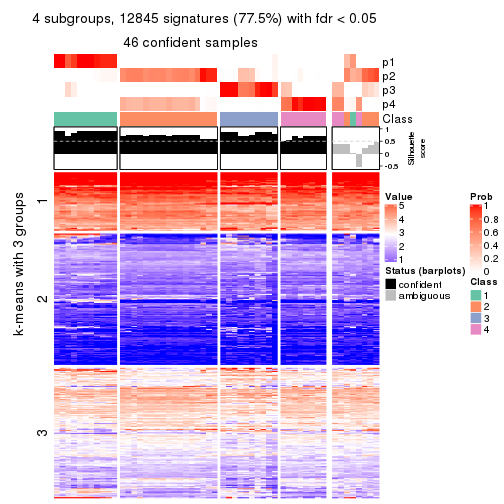 4 subgroups, 12845 signatures (77.5%) with fdr < 0.05
46 confident samples
p1
p2
p3
p4
Class
1
0.5
0
-0.5
Silhouette
score
k-means with 3 groups
1
2
3
Value
5
4
3
2
1
Status (barplots)
confident
ambiguous
Prob
1
0.8
0.6
0.4
0.2
0
Class
1
2
3
4